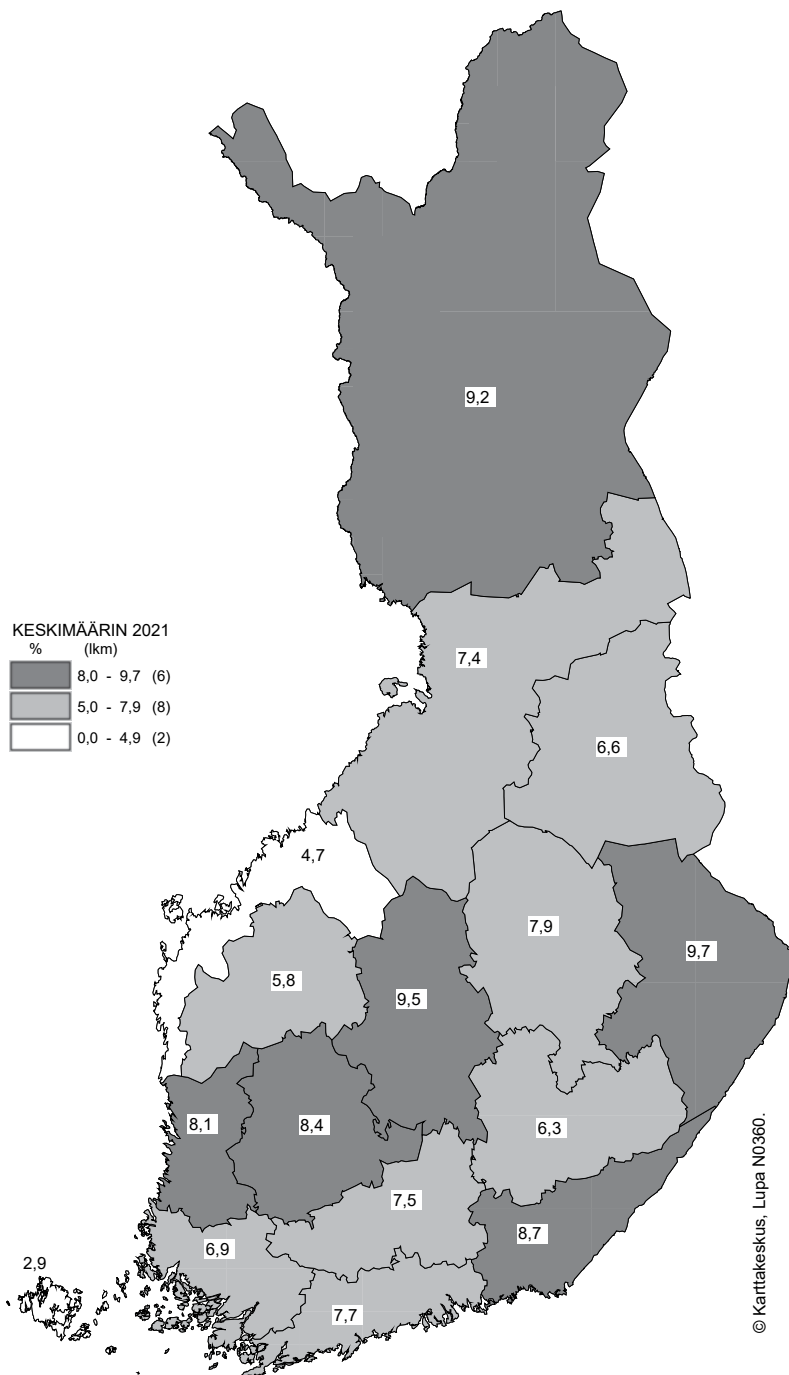 9,2
KESKIMÄÄRIN 2021
% (lkm)
8,0 - 9,7 (6)
5,0 - 7,9 (8)
0,0 - 4,9 (2)
7,4
6,6
4,7
7,9
9,7
5,8
9,5
8,1
8,4
6,3
7,5
8,7
6,9
2,9
7,7
© Karttakeskus, Lupa N0360.